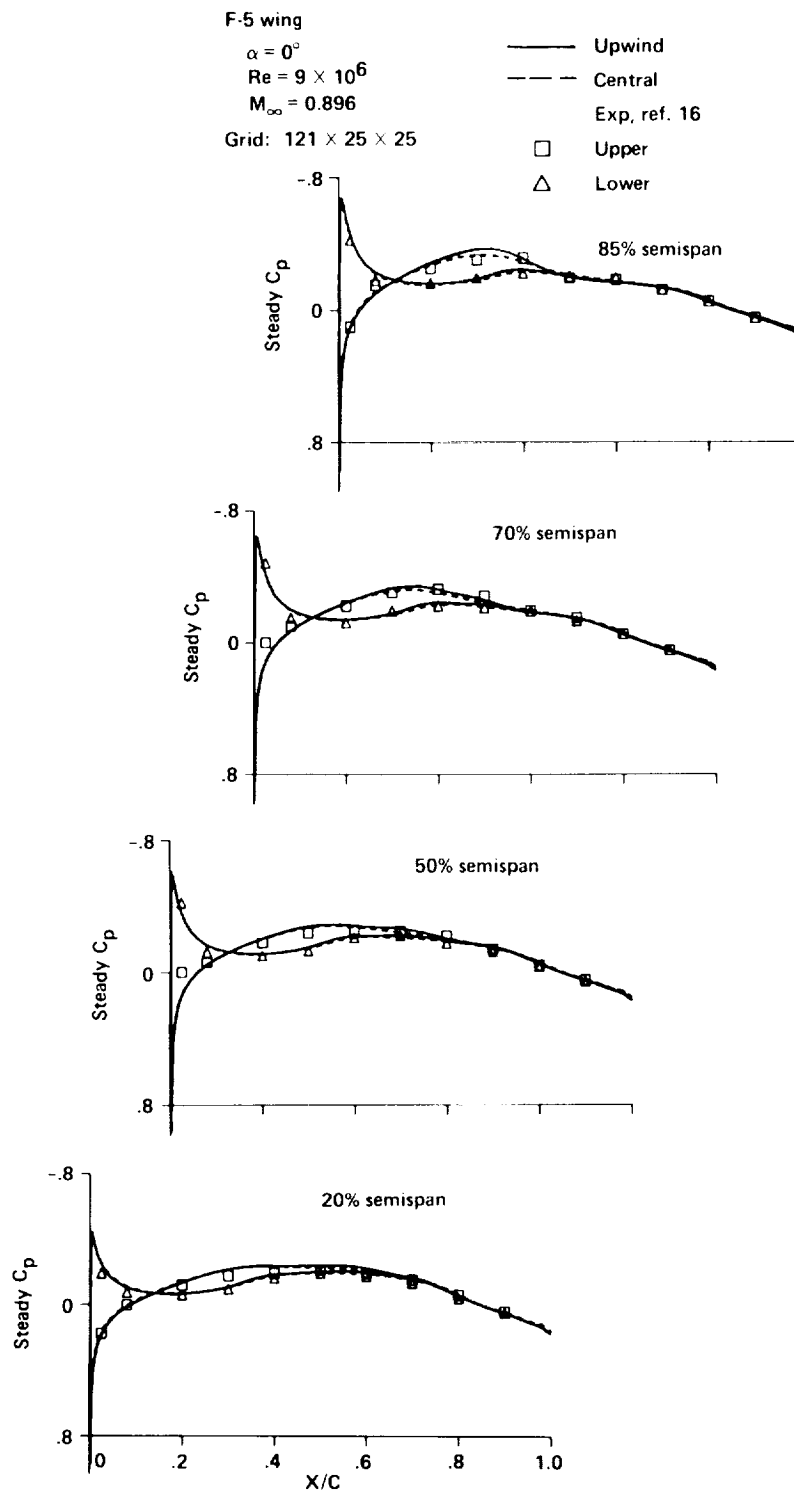 F-5 wing
α = 0°
Re = 9 × 10⁶
M∞ = 0.896
Grid: 121 × 25 × 25
Upwind
Central
Exp, ref. 16
Upper
Lower
-.8
85% semispan
Steady Cp
0
.8
-.8
70% semispan
Steady Cp
0
.8
-.8
50% semispan
Steady Cp
0
.8
-.8
20% semispan
Steady Cp
0
.8
0 .2 .4 .6 .8 1.0
X/C